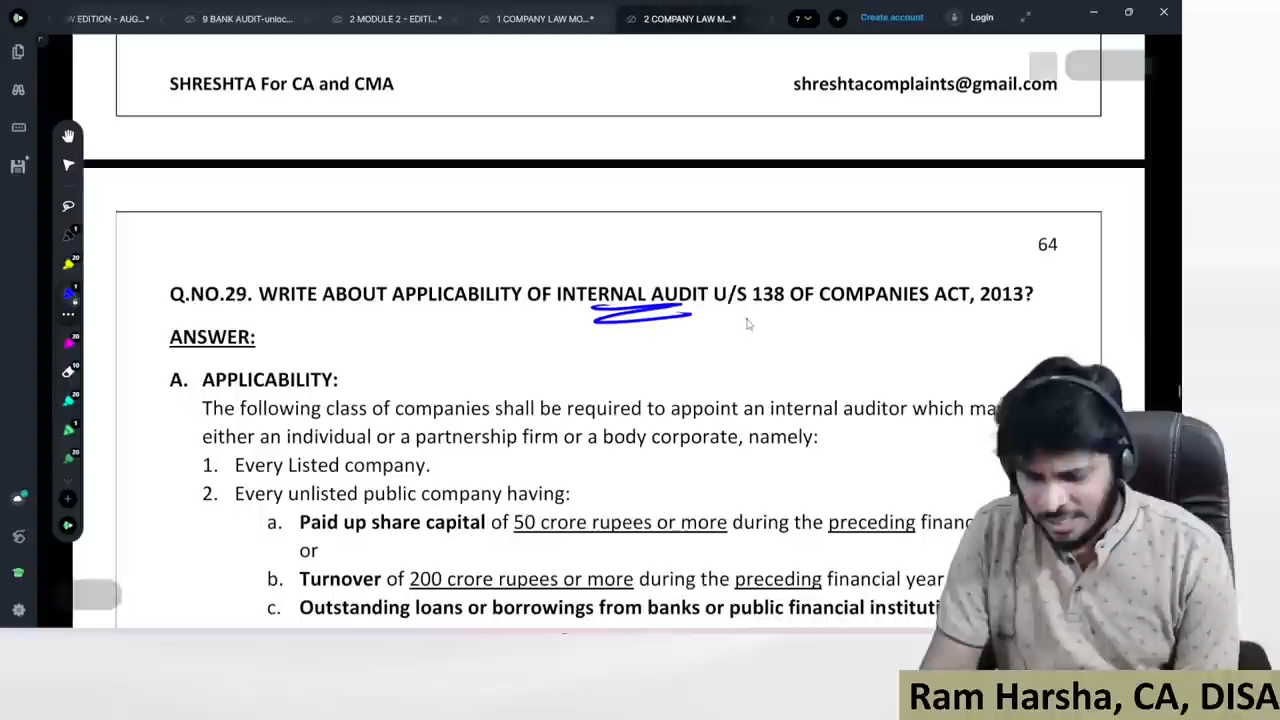 W EDITION - AUG...*
9 BANK AUDIT-unloc...
2 MODULE 2 - EDITI...*
1 COMPANY LAW MO...*
2 COMPANY LAW M...*
7
Create account
Login
SHRESHTA For CA and CMA
shreshtacomplaints@gmail.com
64
Q.NO.29. WRITE ABOUT APPLICABILITY OF INTERNAL AUDIT U/S 138 OF COMPANIES ACT, 2013?
ANSWER:
A. APPLICABILITY:
The following class of companies shall be required to appoint an internal auditor which
either an individual or a partnership firm or a body corporate, namely:
1. Every Listed company.
2. Every unlisted public company having:
a. Paid up share capital of 50 crore rupees or more during the preceding
or
b. Turnover of 200 crore rupees or more during the preceding financial year
c. Outstanding loans or borrowings from banks or public financial
Ram Harsha, CA, DISA